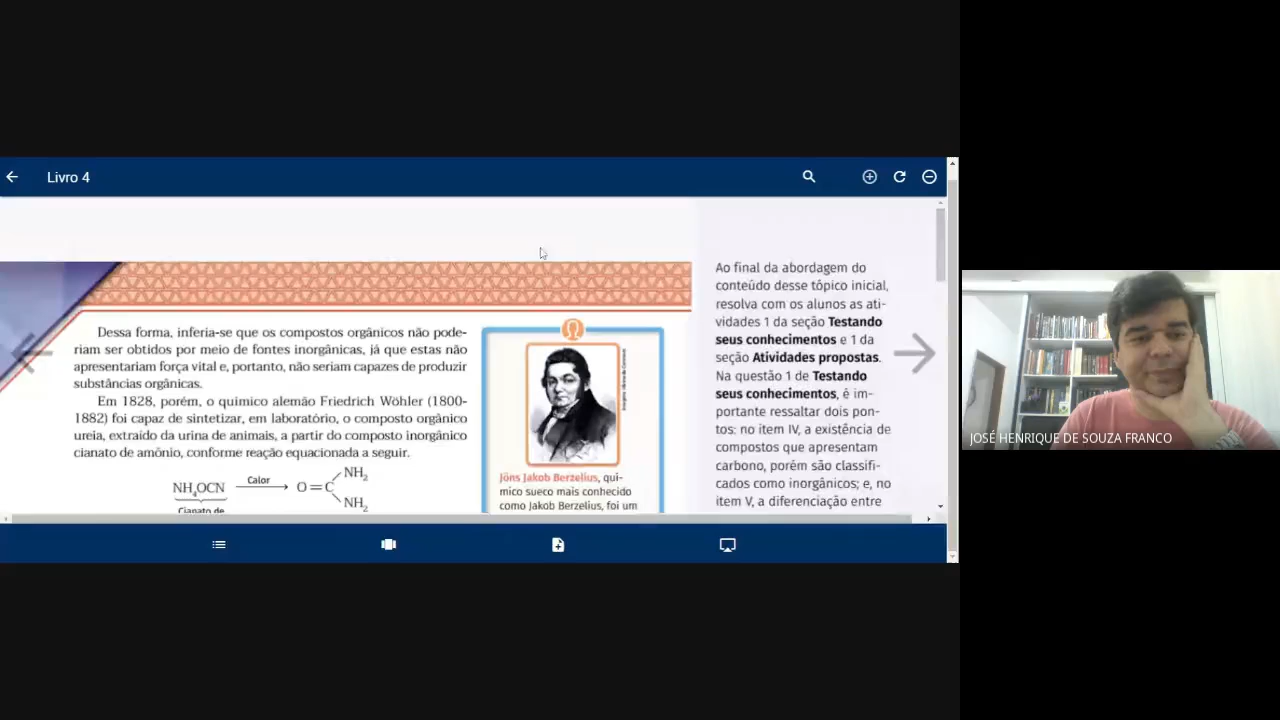 Livro 4
Dessa forma, inferia-se que os compostos orgânicos não pode-
riam ser obtidos por meio de fontes inorgânicas, já que estas não
apresentariam força vital e, portanto, não seriam capazes de produzir
substâncias orgânicas.
Em 1828, porém, o químico alemão Friedrich Wöhler (1800-
1882) foi capaz de sintetizar, em laboratório, o composto orgânico
ureia, extraído da urina de animais, a partir do composto inorgânico
cianato de amônio, conforme reação equacionada a seguir.
NH₄OCN Calor O=C NH₂
NH₂
Cianato de
Jöns Jakob Berzelius, quí-
mico sueco mais conhecido
como Jakob Berzelius, foi um
Ao final da abordagem do
conteúdo desse tópico inicial,
resolva com os alunos as ati-
vidades 1 da seção Testando
seus conhecimentos e 1 da
seção Atividades propostas.
Na questão 1 de Testando
seus conhecimentos, é im-
portante ressaltar dois pon-
tos: no item IV, a existência de
compostos que apresentam
carbono, porém são classifi-
cados como inorgânicos; e, no
item V, a diferenciação entre
JOSÉ HENRIQUE DE SOUZA FRANCO